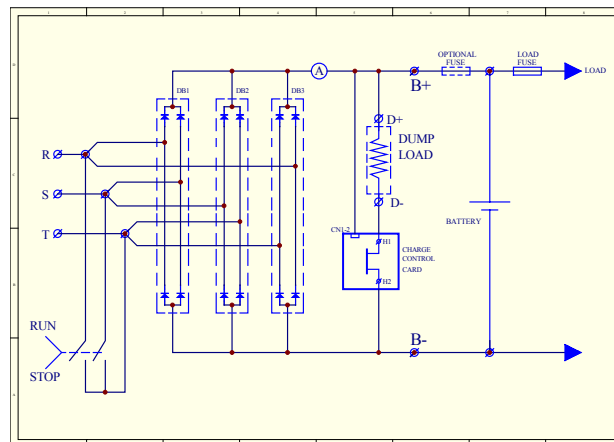 OPTIONAL
FUSE
LOAD
FUSE
A
LOAD
B+
DB1
DB2
DB3
D+
DUMP
LOAD
R
S
D-
T
CN1-2
BATTERY
H1
CHARGE
CONTROL
CARD
H2
RUN
B-
STOP